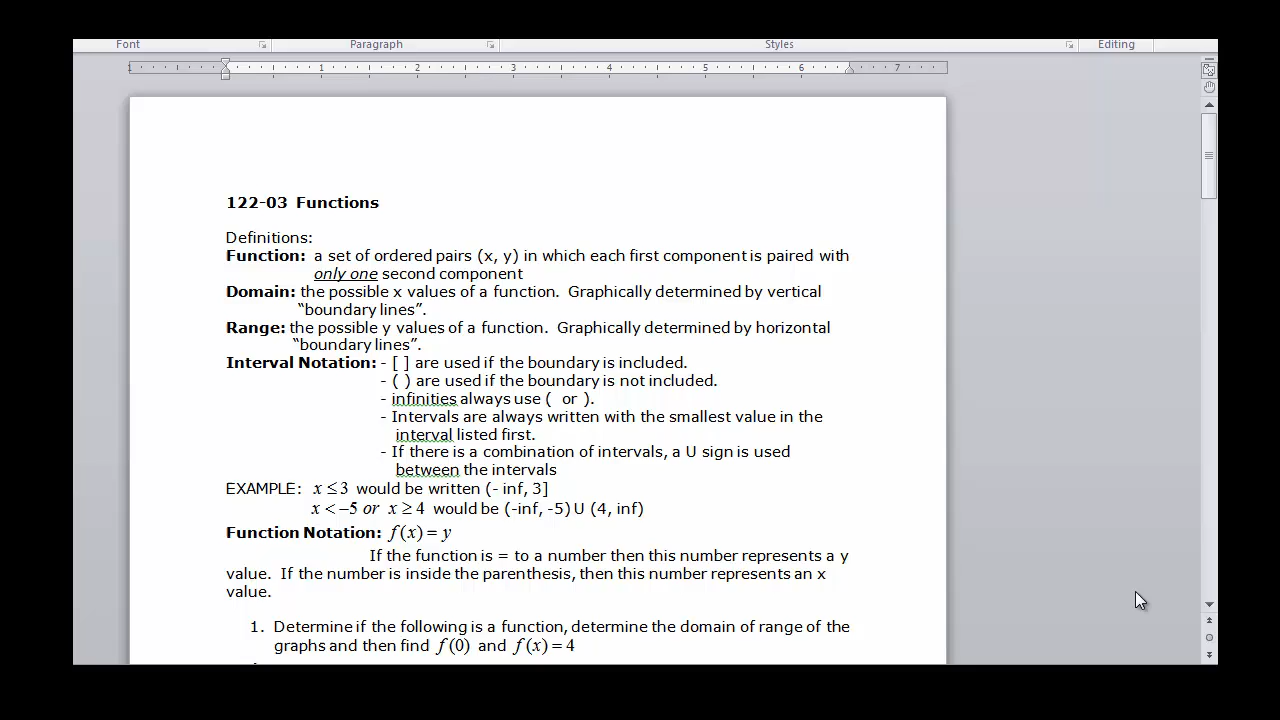 Font Paragraph Styles Editing
1 1 2 3 4 5 6 7
122-03 Functions
Definitions:
Function: a set of ordered pairs (x, y) in which each first component is paired with
only one second component
Domain: the possible x values of a function. Graphically determined by vertical
“boundary lines”.
Range: the possible y values of a function. Graphically determined by horizontal
“boundary lines”.
Interval Notation: - [ ] are used if the boundary is included.
- ( ) are used if the boundary is not included.
- infinities always use ( or ).
- Intervals are always written with the smallest value in the
interval listed first.
- If there is a combination of intervals, a U sign is used
between the intervals
EXAMPLE: x ≤ 3 would be written (- inf, 3]
x < −5 or x ≥ 4 would be (-inf, -5) U (4, inf)
Function Notation: f(x) = y
If the function is = to a number then this number represents a y
value. If the number is inside the parenthesis, then this number represents an x
value.
1. Determine if the following is a function, determine the domain of range of the
graphs and then find f(0) and f(x) = 4